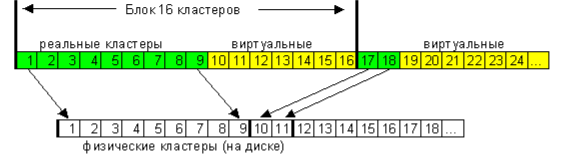 Блок 16 кластеров
реальные кластеры виртуальные виртуальные
1 2 3 4 5 6 7 8 9 10 11 12 13 14 15 16 17 18 19 20 21 22 23 24 ...
1 2 3 4 5 6 7 8 9 10 11 12 13 14 15 16 17 18 ...
физические кластеры (на диске)